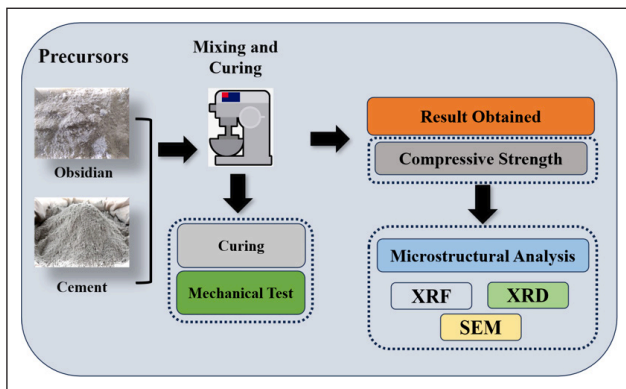 Precursors
Obsidian
Cement
Mixing and
Curing
Curing
Mechanical Test
Result Obtained
Compressive Strength
Microstructural Analysis
XRF
XRD
SEM